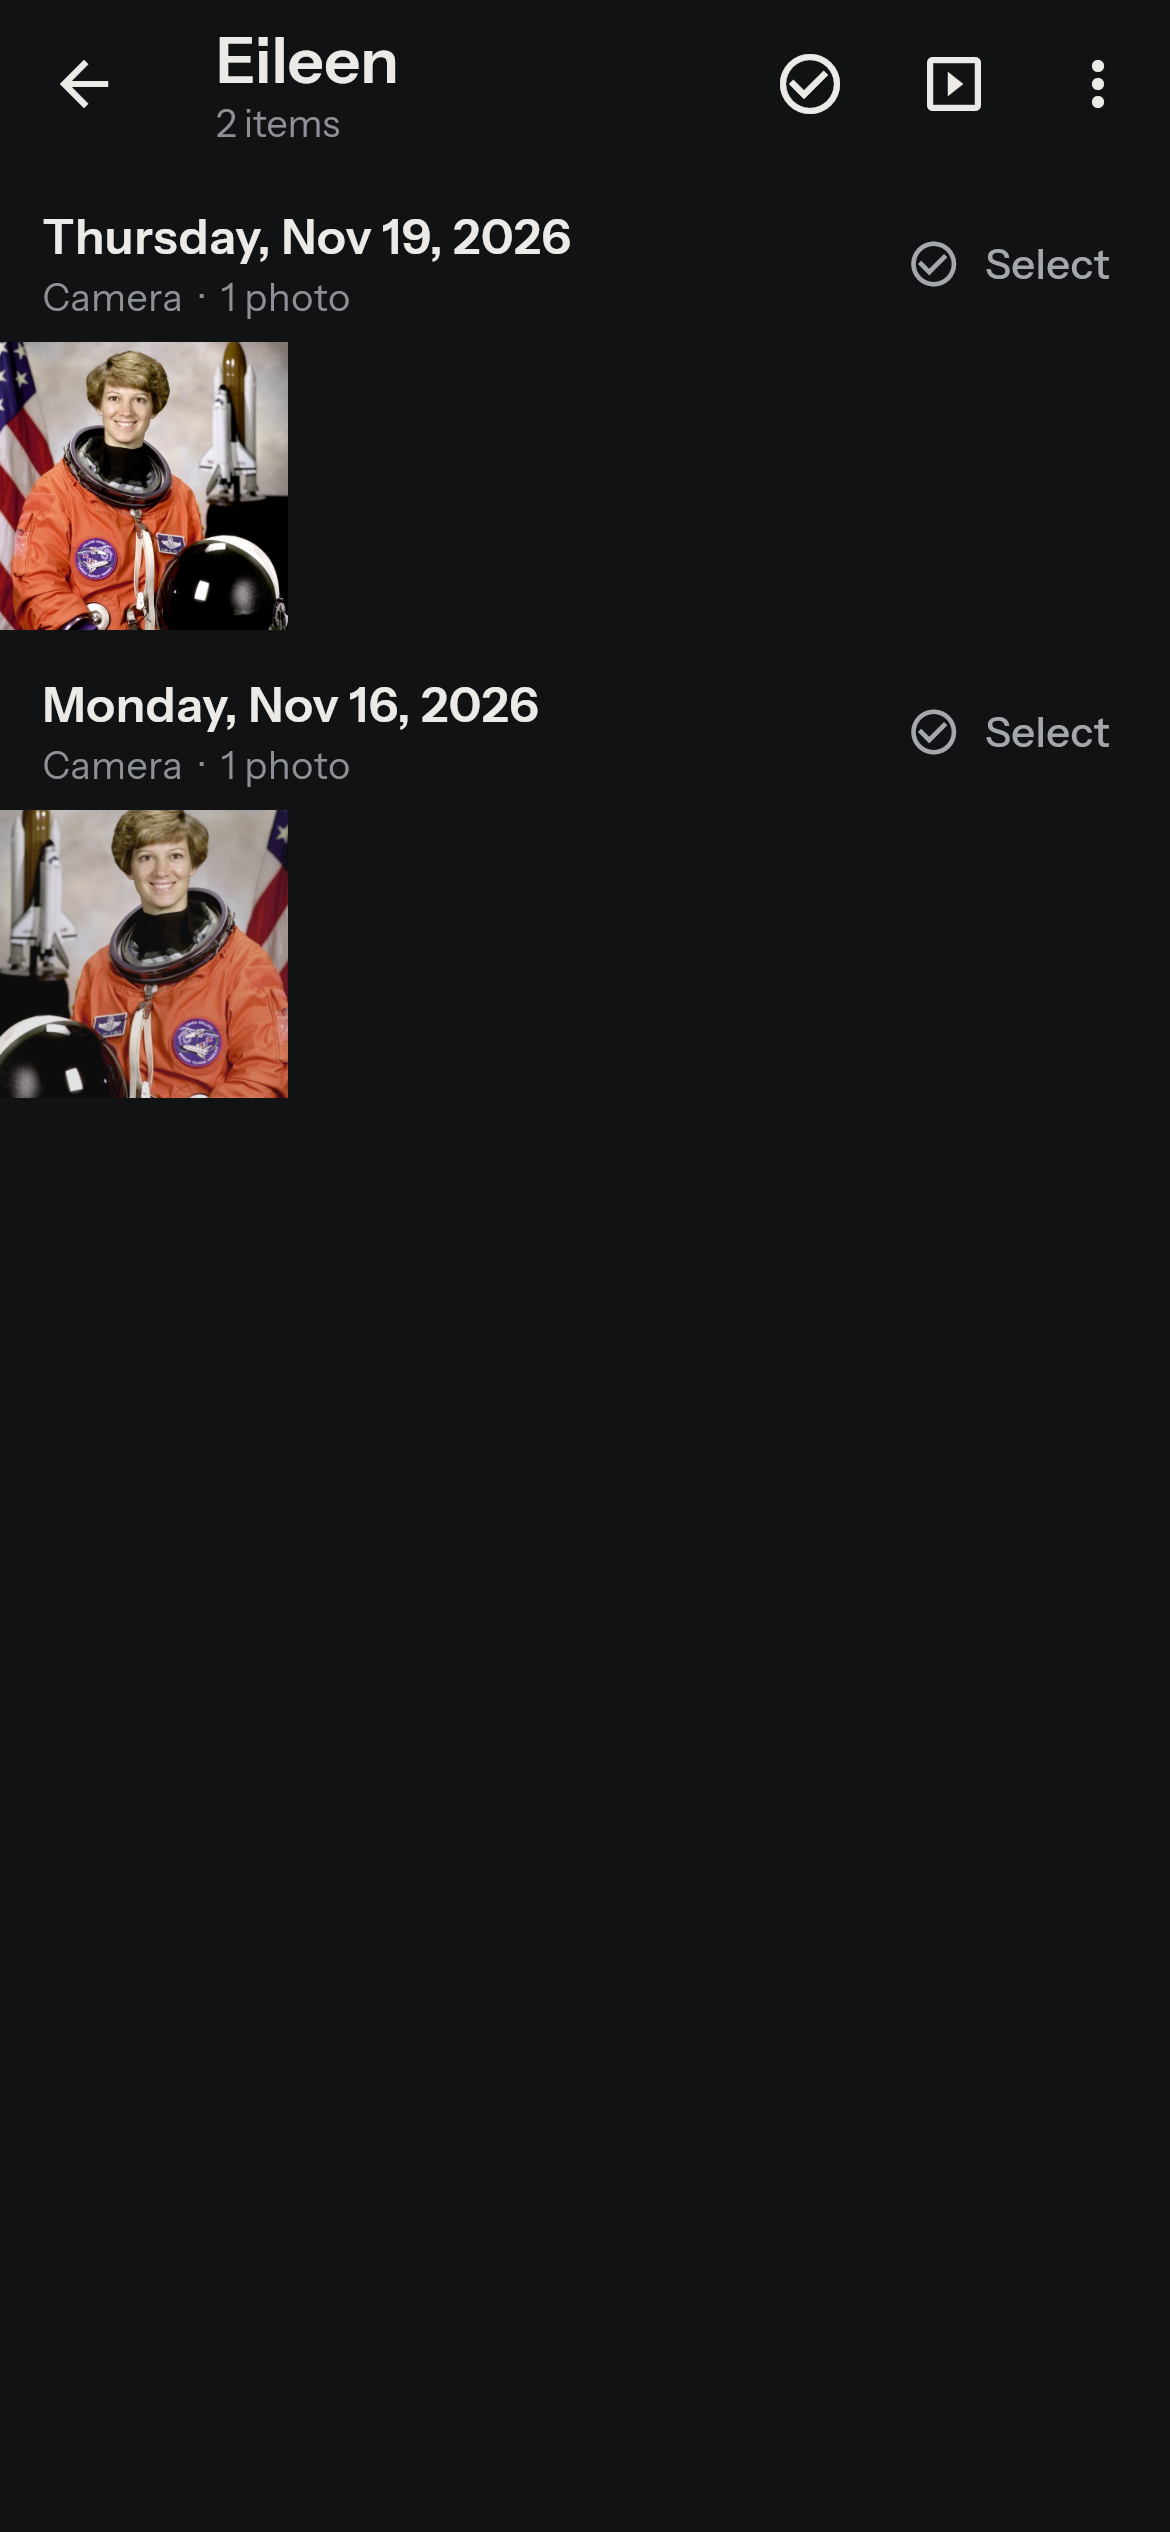 Eileen
2 items
Thursday, Nov 19, 2026
Camera · 1 photo
Select
Monday, Nov 16, 2026
Camera · 1 photo
Select